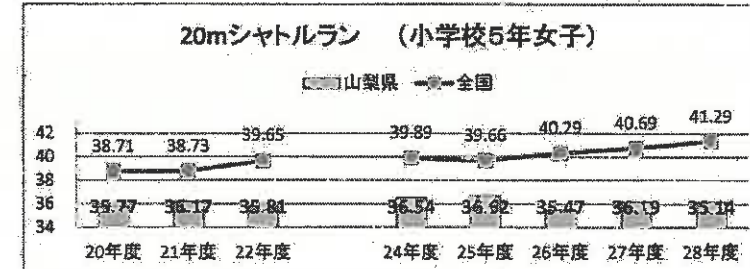 20mシャトルラン （小学校5年女子）
山梨県 全国
38.71 38.73 39.65 39.89 39.66 40.29 40.69 41.29
42
40
38
36
34
35.77 36.17 35.81 36.54 36.92 35.47 36.19 35.14
20年度 21年度 22年度 24年度 25年度 26年度 27年度 28年度